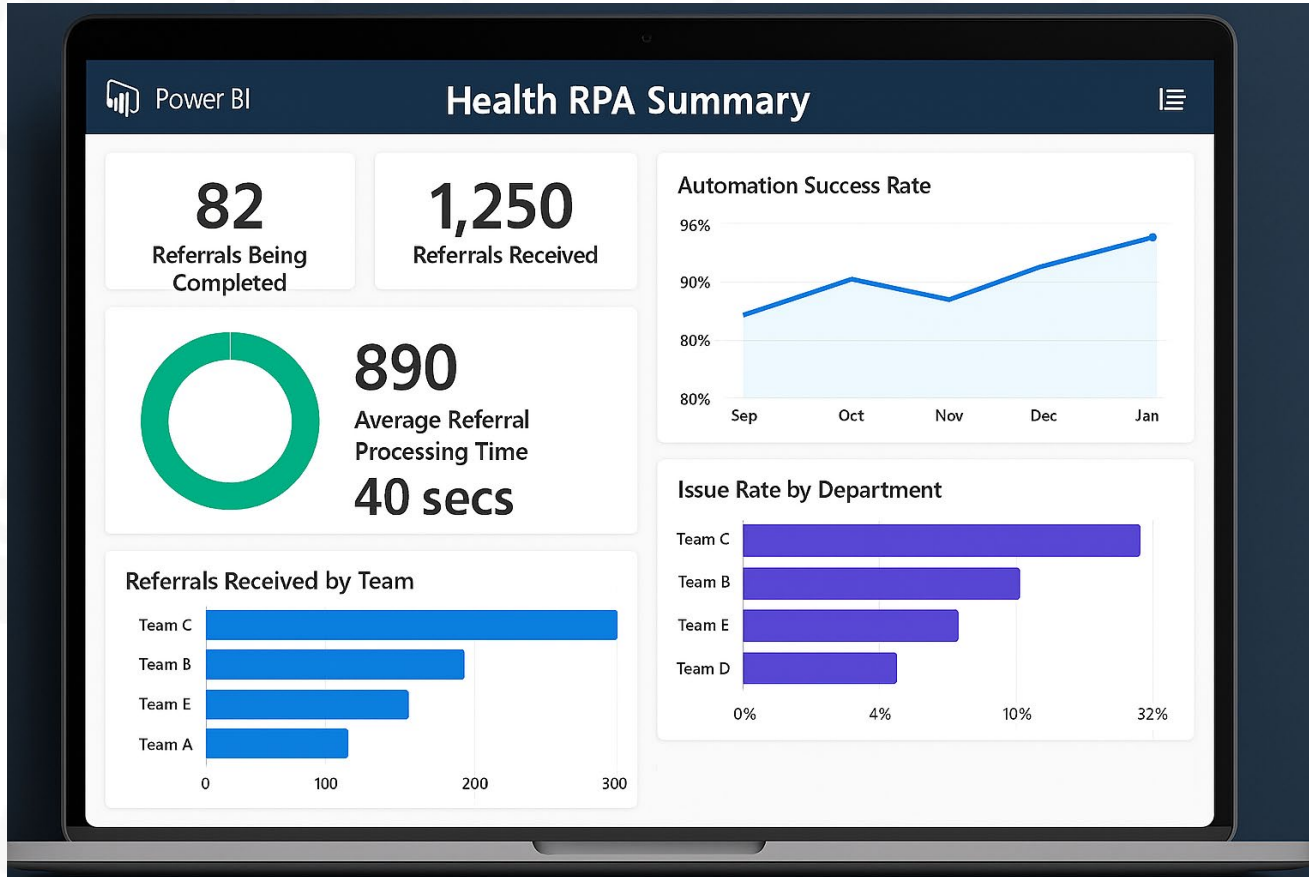 Power BI
Health RPA Summary
82
Referrals Being
Completed
1,250
Referrals Received
890
Average Referral
Processing Time
40 secs
Referrals Received by Team
Team C
Team B
Team E
Team A
0 100 200 300
Automation Success Rate
96%
90%
80%
80%
Sep Oct Nov Dec Jan
Issue Rate by Department
Team C
Team B
Team E
Team D
0% 4% 10% 32%